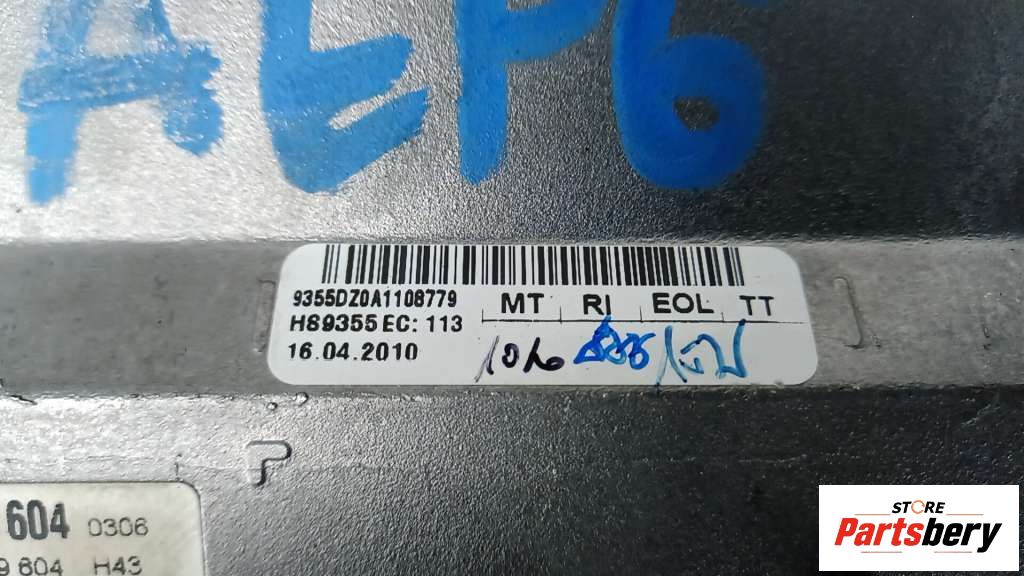 AEP6
9355DZ0A1108779
MT RI EOL TT
H89355 EC: 113
16.04.2010
P
604 0306
9 604 H43
STORE
Partsbery